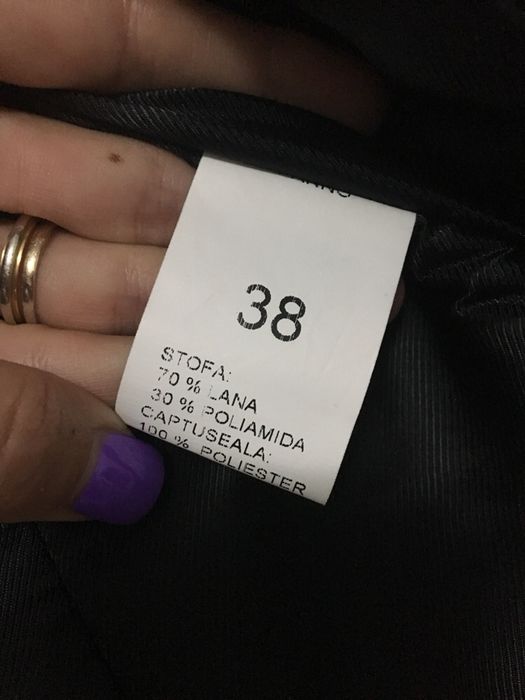 38
STOFA:
70 % LANA
30 % POLIAMIDA
CAPTUSEALA:
100 % POLIESTER